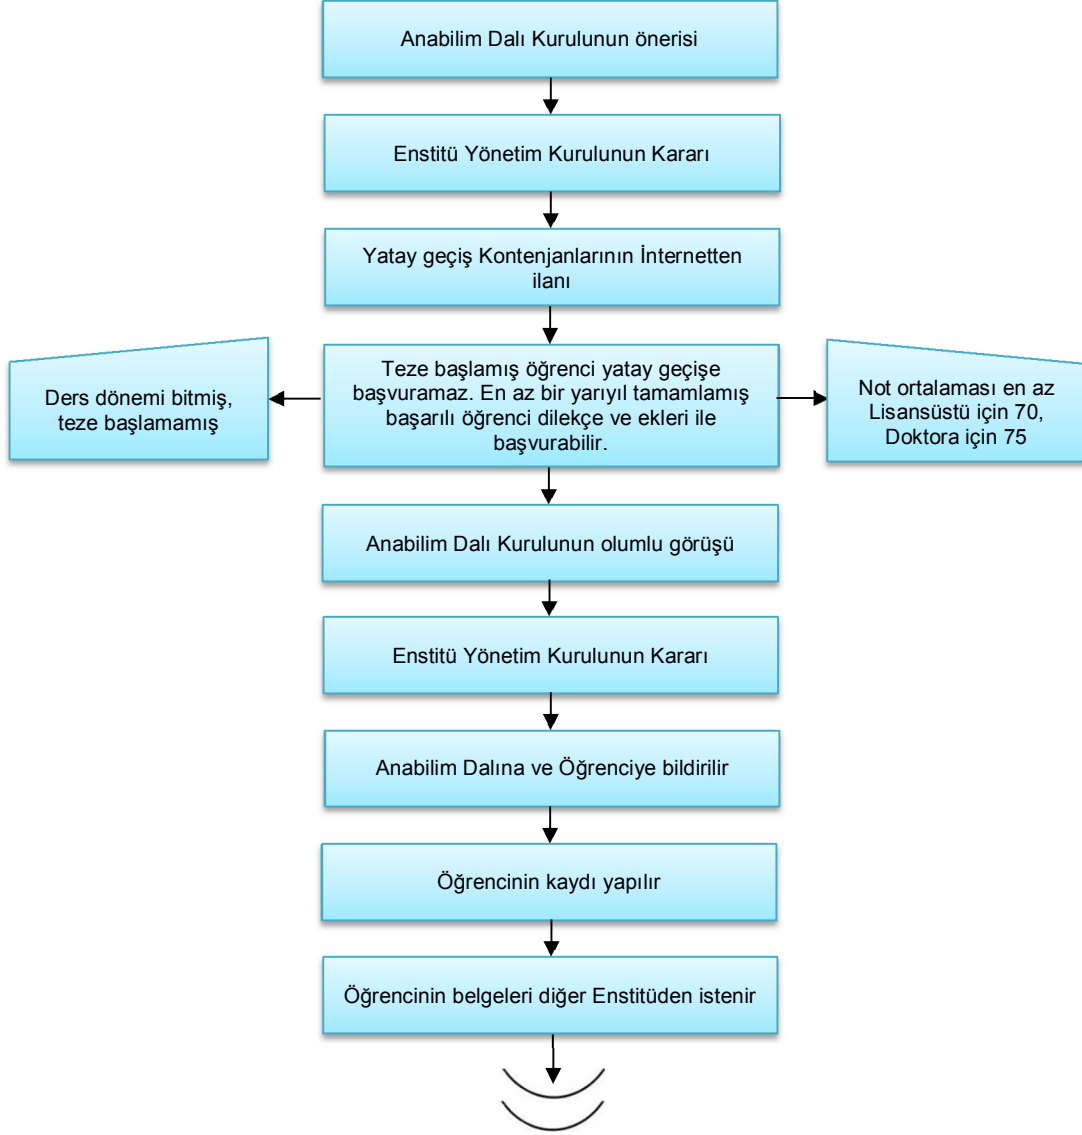 Anabilim Dalı Kurulunun önerisi
Enstitü Yönetim Kurulunun Kararı
Yatay geçiş Kontenjanlarının İnternetten
ilanı
Ders dönemi bitmiş,
teze başlamamış
Teze başlamış öğrenci yatay geçişe
başvuramaz. En az bir yarıyıl tamamlamış
başarılı öğrenci dilekçe ve ekleri ile
başvurabilir.
Not ortalaması en az
Lisansüstü için 70,
Doktora için 75
Anabilim Dalı Kurulunun olumlu görüşü
Enstitü Yönetim Kurulunun Kararı
Anabilim Dalına ve Öğrenciye bildirilir
Öğrencinin kaydı yapılır
Öğrencinin belgeleri diğer Enstitüden istenir